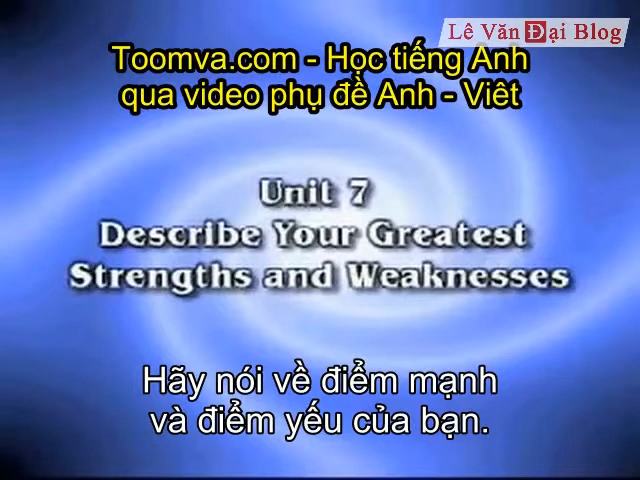 Lê Văn Đại Blog
Toomva.com - Học tiếng Anh
qua video phụ đề Anh - Viêt
Unit 7
Describe Your Greatest
Strengths and Weaknesses
Hãy nói về điểm mạnh
và điểm yếu của bạn.